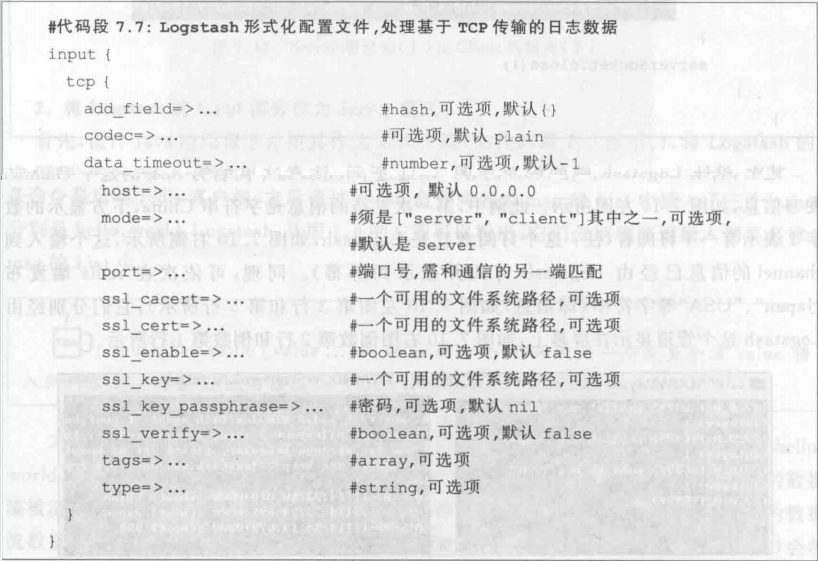 #代码段 7.7: Logstash 形式化配置文件,处理基于 TCP 传输的日志数据
input {
tcp {
add_field=>... #hash,可选项,默认{}
codec=>... #可选项,默认 plain
data_timeout=>... #number,可选项,默认-1
host=>... #可选项, 默认 0.0.0.0
mode=>... #须是["server", "client"]其中之一,可选项,
#默认是 server
port=>... #端口号,需和通信的另一端匹配
ssl_cacert=>... #一个可用的文件系统路径,可选项
ssl_cert=>... #一个可用的文件系统路径,可选项
ssl_enable=>... #boolean,可选项,默认 false
ssl_key=>... #一个可用的文件系统路径,可选项
ssl_key_passphrase=>... #密码,可选项,默认 nil
ssl_verify=>... #boolean,可选项,默认 false
tags=>... #array,可选项
type=>... #string,可选项
}
}